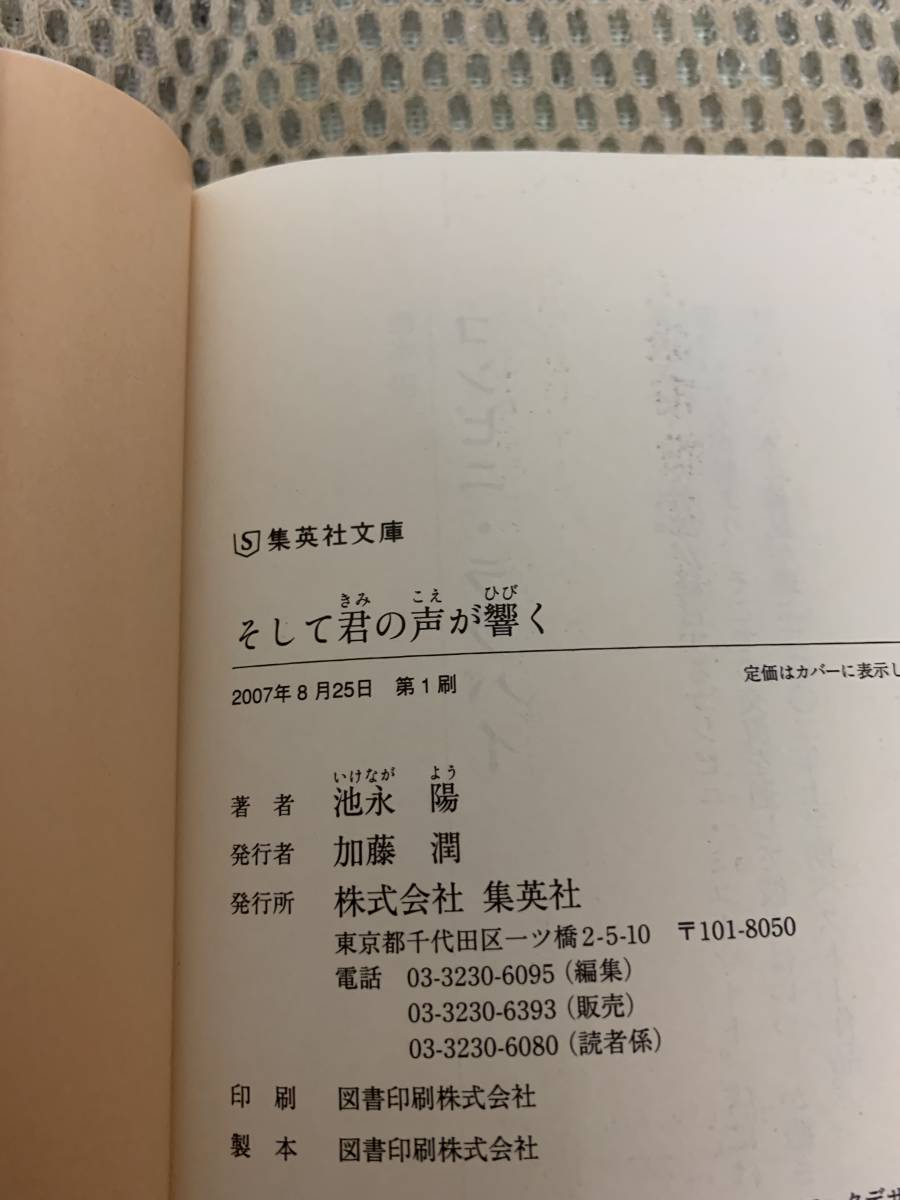 S 集英社文庫
そして君の声が響く
きみ こえ ひび
2007年8月25日 第1刷
定価はカバーに表示し
著者 池永 陽
いけなが よう
発行者 加藤 潤
発行所 株式会社 集英社
東京都千代田区一ツ橋2-5-10 〒101-8050
電話 03-3230-6095(編集)
03-3230-6393(販売)
03-3230-6080(読者係)
印刷 図書印刷株式会社
製本 図書印刷株式会社